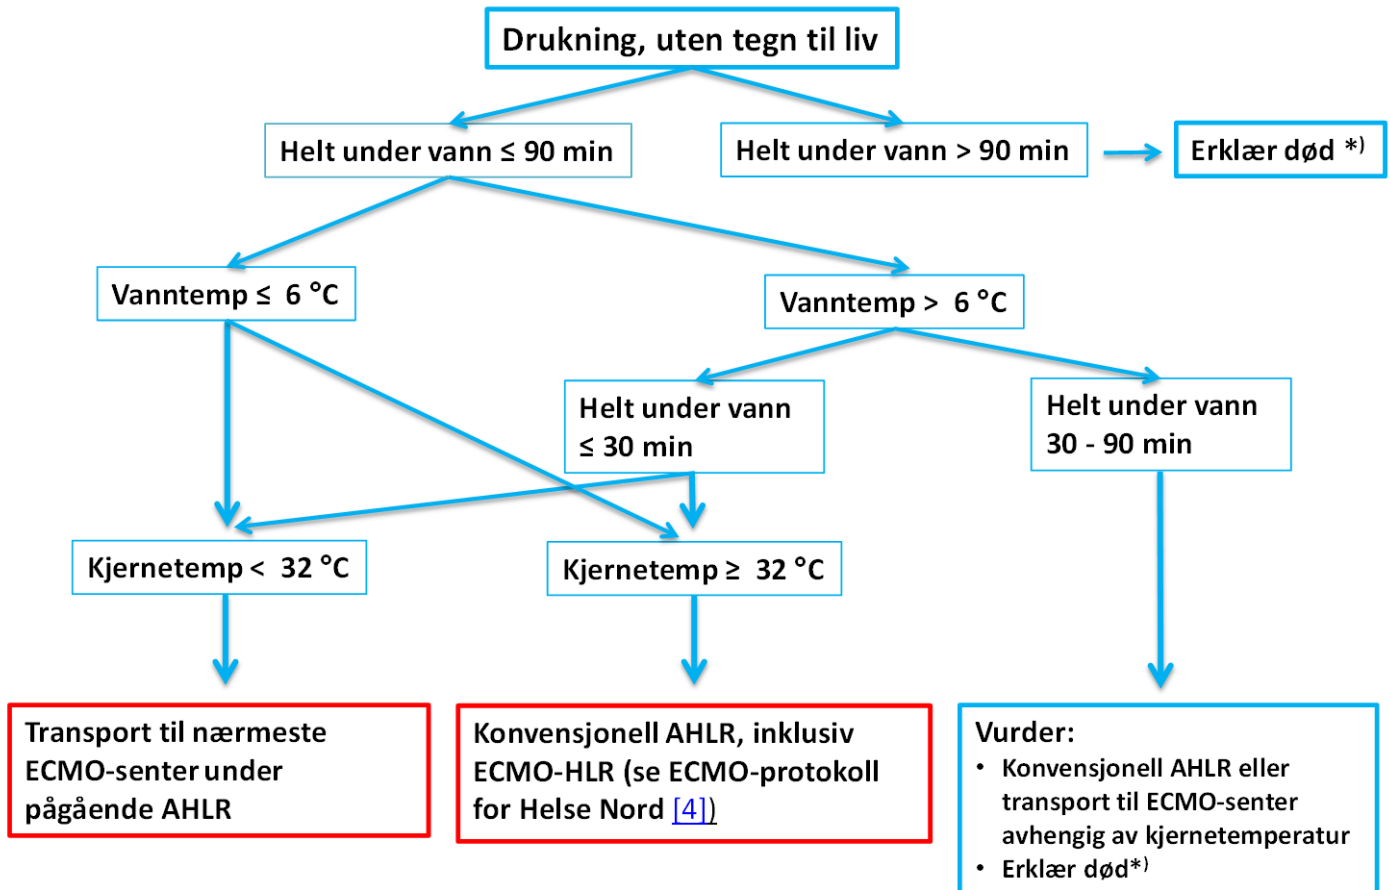 Drukning, uten tegn til liv
Helt under vann ≤ 90 min
Helt under vann > 90 min
Erklær død *)
Vanntemp ≤ 6 °C
Vanntemp > 6 °C
Helt under vann
≤ 30 min
Helt under vann
30 - 90 min
Kjernetemp < 32 °C
Kjernetemp ≥ 32 °C
Transport til nærmeste
ECMO-senter under
pågående AHLR
Konvensjonell AHLR, inklusiv
ECMO-HLR (se ECMO-protokoll
for Helse Nord [4])
Vurder:
• Konvensjonell AHLR eller
transport til ECMO-senter
avhengig av kjernetemperatur
• Erklær død*)